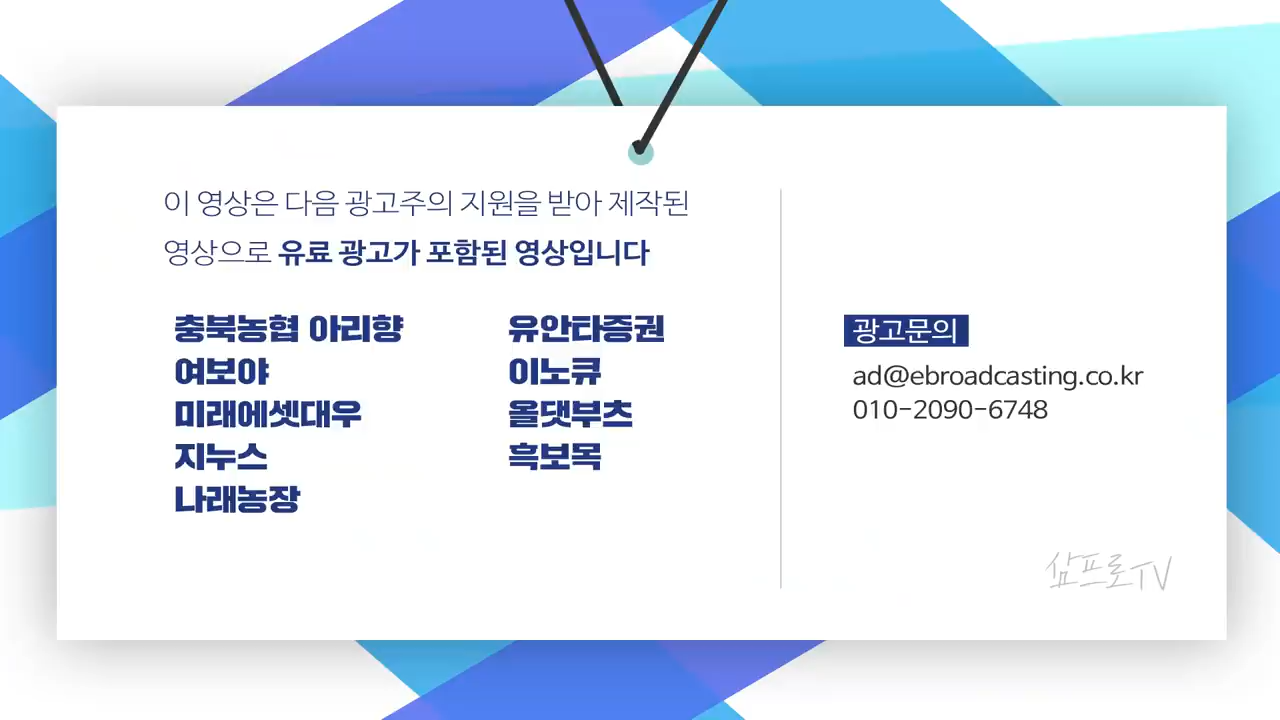 이 영상은 다음 광고주의 지원을 받아 제작된
영상으로 유료 광고가 포함된 영상입니다
충북농협 아리향
여보야
미래에셋대우
지누스
나래농장
유안타증권
이노큐
올댓부츠
흑보목
광고문의
ad@ebroadcasting.co.kr
010-2090-6748
삼프로TV